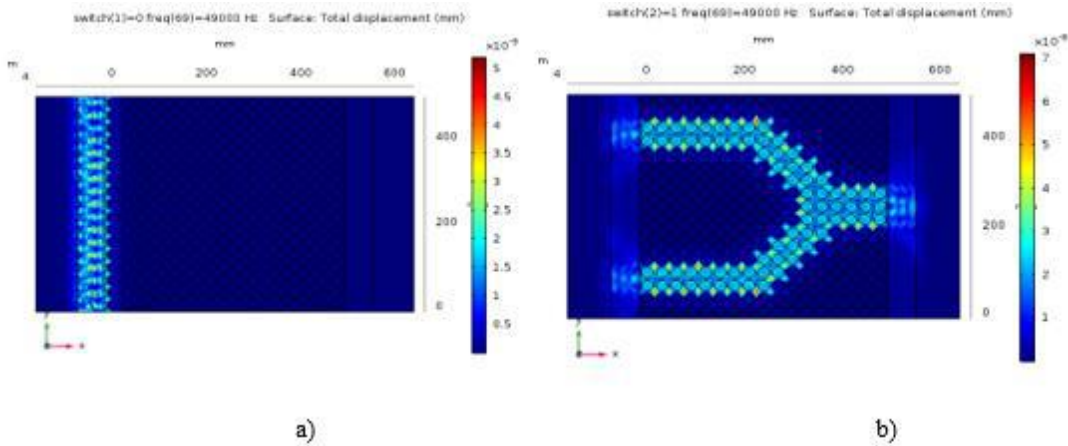 switch(1)=0 freq(69)=49000 Hz Surface: Total displacement (mm)
mm
m
4
0 200 400 600
×10⁻⁹
5
4.5
4
3.5
3
2.5
2
1.5
1
0.5
400
200
0
y
x
a)
switch(2)=1 freq(69)=49000 Hz Surface: Total displacement (mm)
mm
m
4
0 200 400 600
7
6
5
4
3
2
1
400
200
0
x
b)